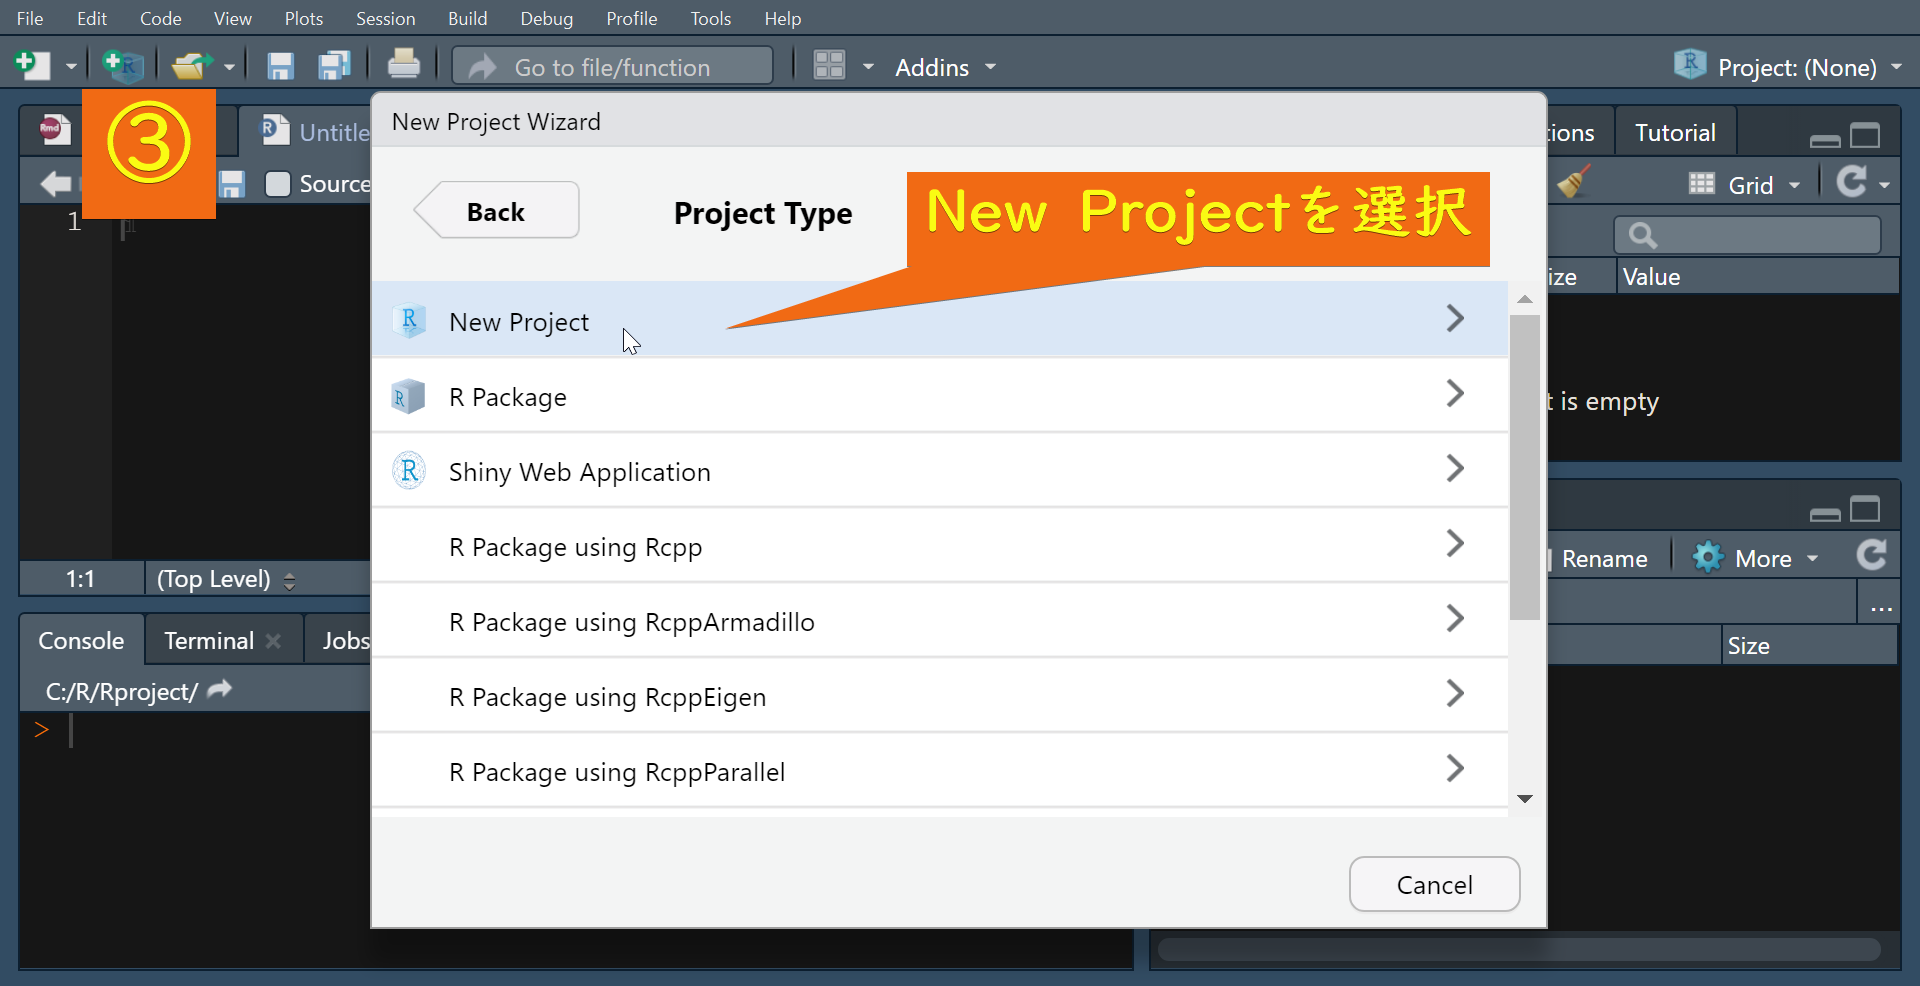 File Edit Code View Plots Session Build Debug Profile Tools Help
Go to file/function Addins Project: (None)
③
Untitle
tions Tutorial
Source
Grid
1
ize Value
t is empty
1:1 (Top Level)
Rename More
...
Size
Console Terminal Jobs
C:/R/Rproject/
>
New Project Wizard
Back Project Type
New Projectを選択
New Project
R Package
Shiny Web Application
R Package using Rcpp
R Package using RcppArmadillo
R Package using RcppEigen
R Package using RcppParallel
Cancel